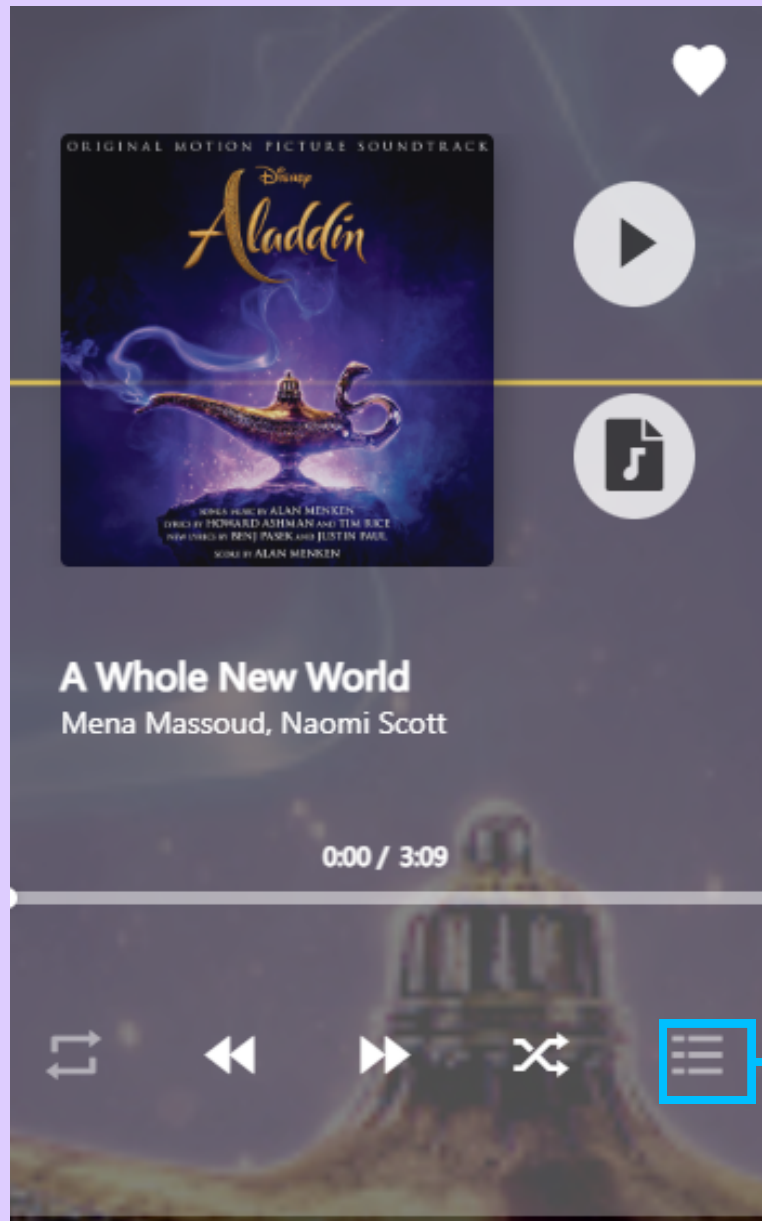 ORIGINAL MOTION PICTURE SOUNDTRACK
Disney
Aladdin
SONGS MUSIC BY ALAN MENKEN
LYRICS BY HOWARD ASHMAN AND TIM RICE
NEW LYRICS BY BENJ PASEK AND JUSTIN PAUL
SCORE BY ALAN MENKEN
A Whole New World
Mena Massoud, Naomi Scott
0:00 / 3:09